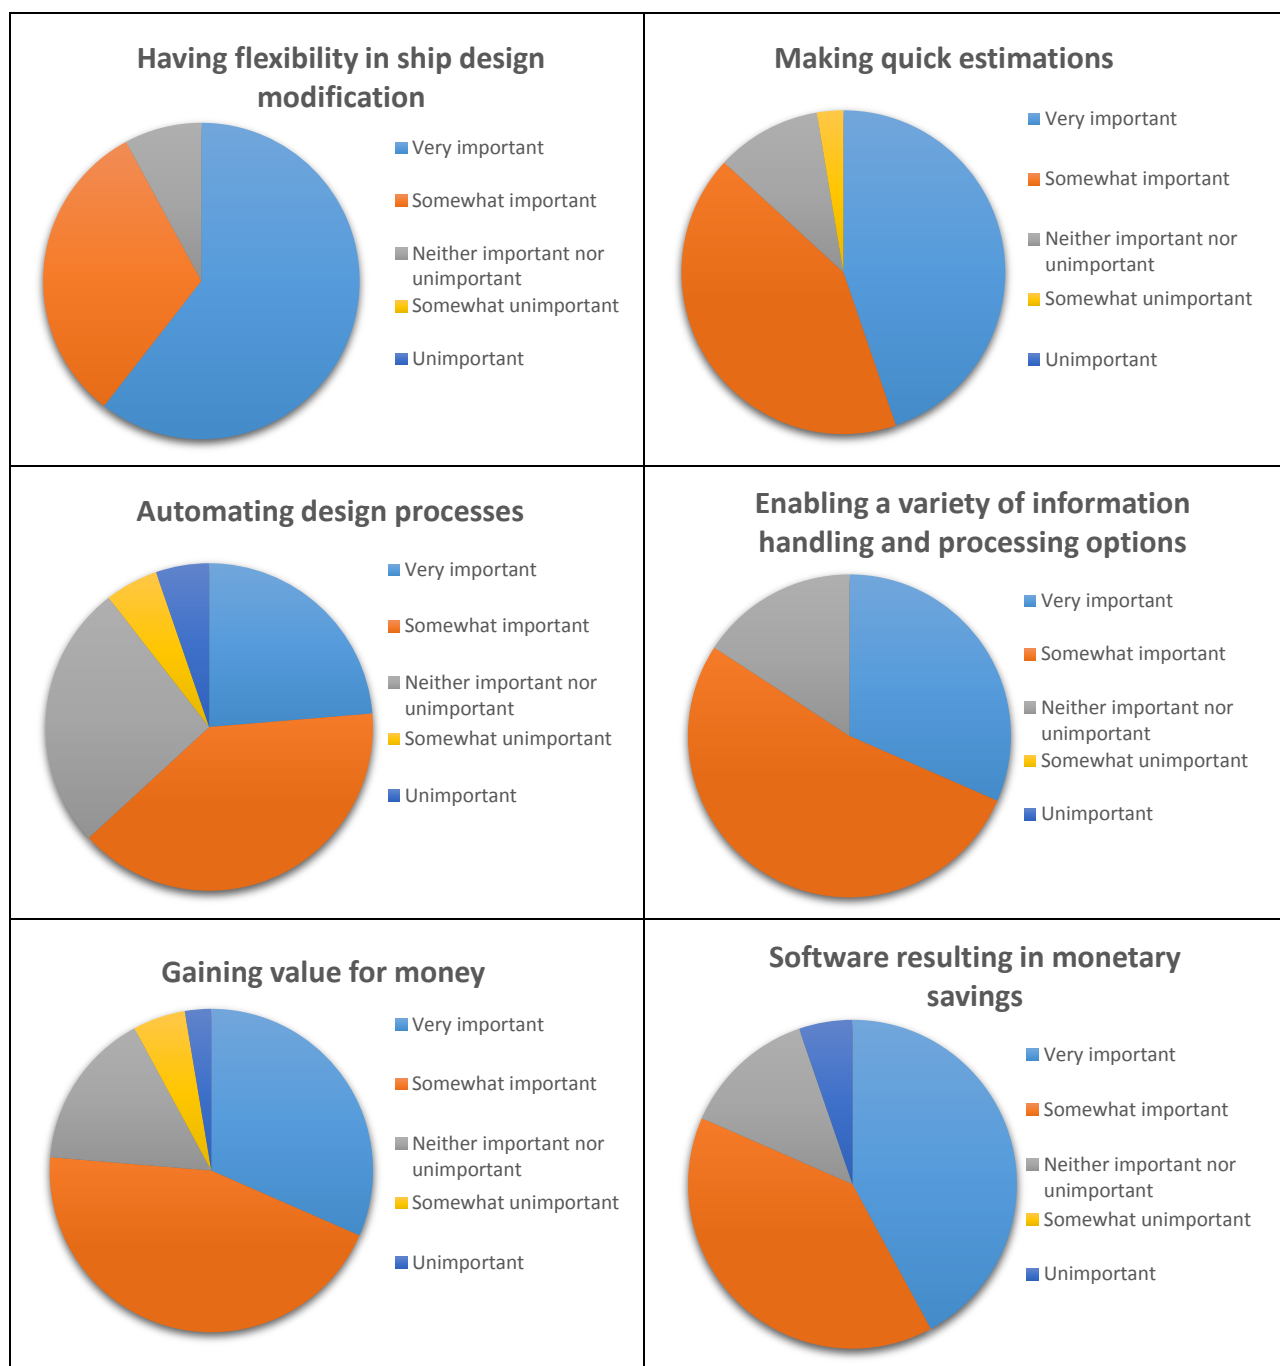 Having flexibility in ship design
modification
Very important
Somewhat important
Neither important nor
unimportant
Somewhat unimportant
Unimportant
Making quick estimations
Very important
Somewhat important
Neither important nor
unimportant
Somewhat unimportant
Unimportant
Automating design processes
Very important
Somewhat important
Neither important nor
unimportant
Somewhat unimportant
Unimportant
Enabling a variety of information
handling and processing options
Very important
Somewhat important
Neither important nor
unimportant
Somewhat unimportant
Unimportant
Gaining value for money
Very important
Somewhat important
Neither important nor
unimportant
Somewhat unimportant
Unimportant
Software resulting in monetary
savings
Very important
Somewhat important
Neither important nor
unimportant
Somewhat unimportant
Unimportant